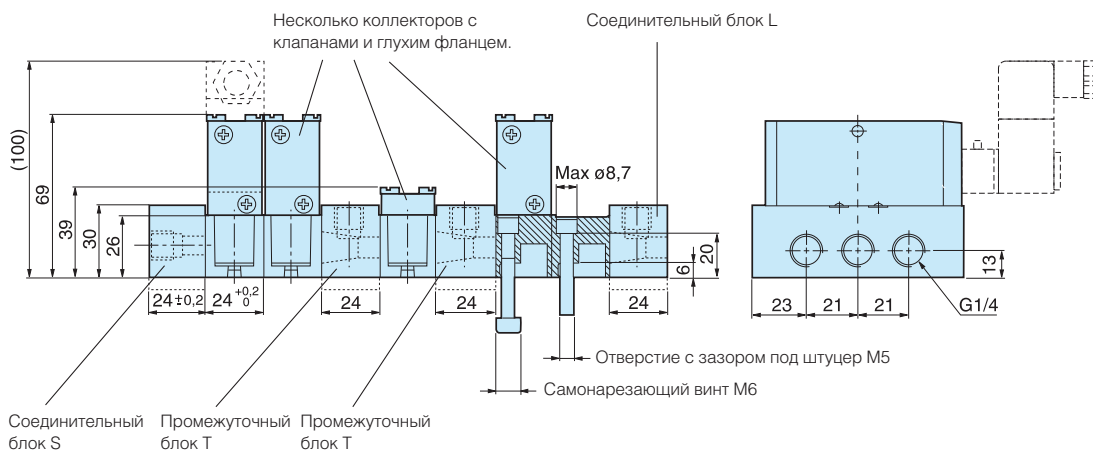 Несколько коллекторов с
клапанами и глухим фланцем.
Соединительный блок L
(100)
69
39
30
26
Max ø8,7
20
6
13
24±0,2
24 +0,2 0
24
24
24
23
21
21
G1/4
Отверстие с зазором под штуцер M5
Самонарезающий винт M6
Соединительный
блок S
Промежуточный
блок T
Промежуточный
блок T